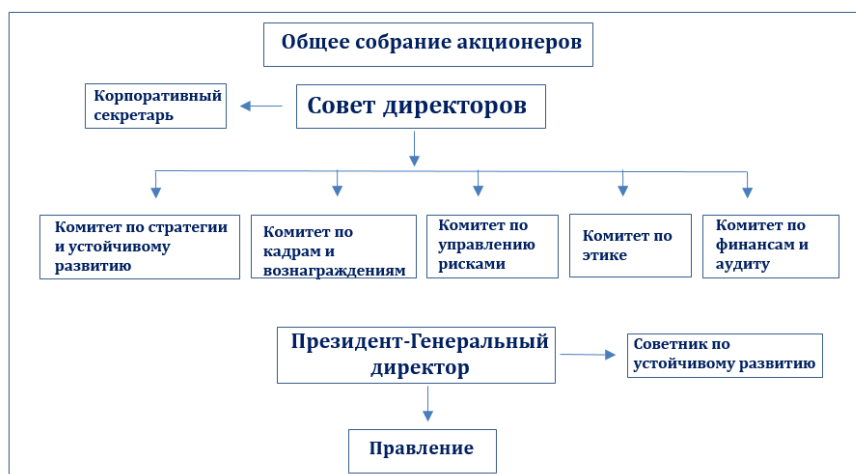 Общее собрание акционеров
Корпоративный
секретарь
Совет директоров
Комитет по стратегии
и устойчивому
развитию
Комитет по
кадрам и
вознаграждениям
Комитет по
управлению
рисками
Комитет по
этике
Комитет по
финансам и
аудиту
Президент-Генеральный
директор
Советник по
устойчивому развитию
Правление